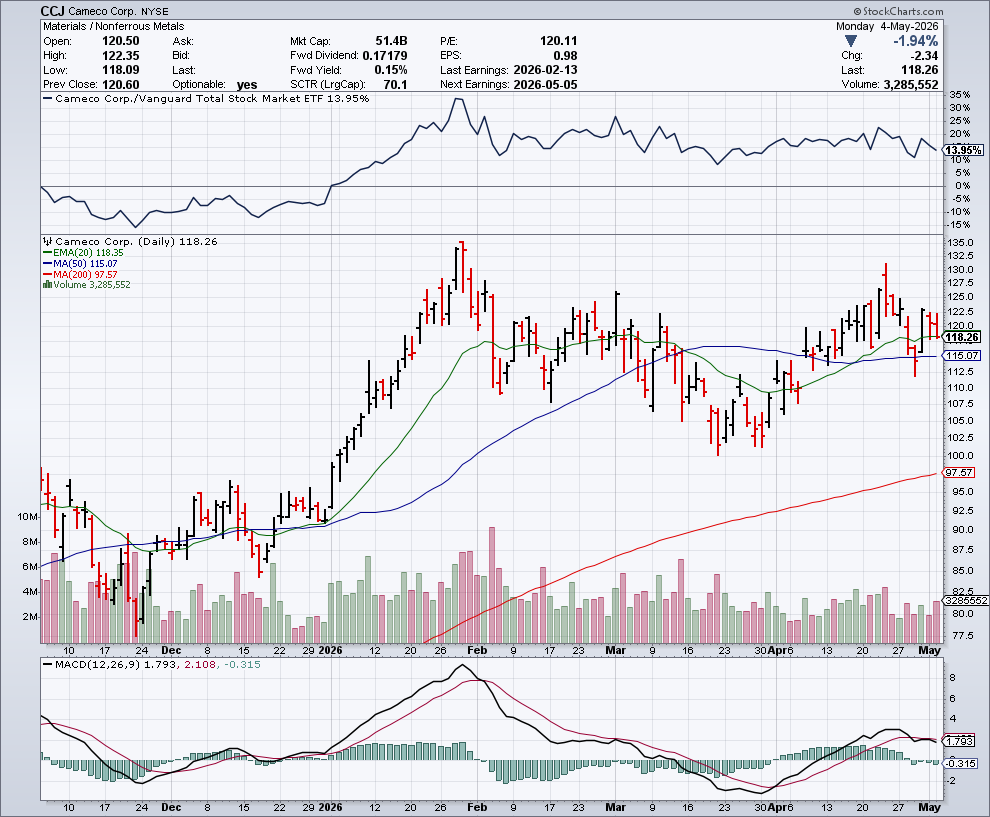 CCJ Cameco Corp. NYSE © StockCharts.com
Materials / Nonferrous Metals Monday 4-May-2026
Open: 120.50 Ask: Mkt Cap: 51.4B P/E: 120.11 ▼ -1.94%
High: 122.35 Bid: Fwd Dividend: 0.17179 EPS: 0.98 Chg: -2.34
Low: 118.09 Last: Fwd Yield: 0.15% Last Earnings: 2026-02-13 Last: 118.26
Prev Close: 120.60 Optionable: yes SCTR (LrgCap): 70.1 Next Earnings: 2026-05-05 Volume: 3,285,552
Cameco Corp./Vanguard Total Stock Market ETF 13.95%
35%
30%
25%
20%
13.95%
10%
5%
0%
-5%
-10%
-15%
Cameco Corp. (Daily) 118.26
EMA(20) 118.35
MA(50) 115.07
MA(200) 97.57
Volume 3,285,552
135.0
132.5
130.0
127.5
125.0
122.5
120.0
118.26
115.07
112.5
110.0
107.5
105.0
102.5
100.0
97.57
95.0
92.5
90.0
87.5
85.0
82.5
3285552
80.0
77.5
10M
8M
6M
4M
2M
10 17 24 Dec 8 15 22 29 2026 12 20 26 Feb 9 17 23 Mar 9 16 23 30 Apr 6 13 20 27 May
MACD(12,26,9) 1.793, 2.108, -0.315
8
6
4
1.793
-0.315
-2
10 17 24 Dec 8 15 22 29 2026 12 20 26 Feb 9 17 23 Mar 9 16 23 30 Apr 6 13 20 27 May